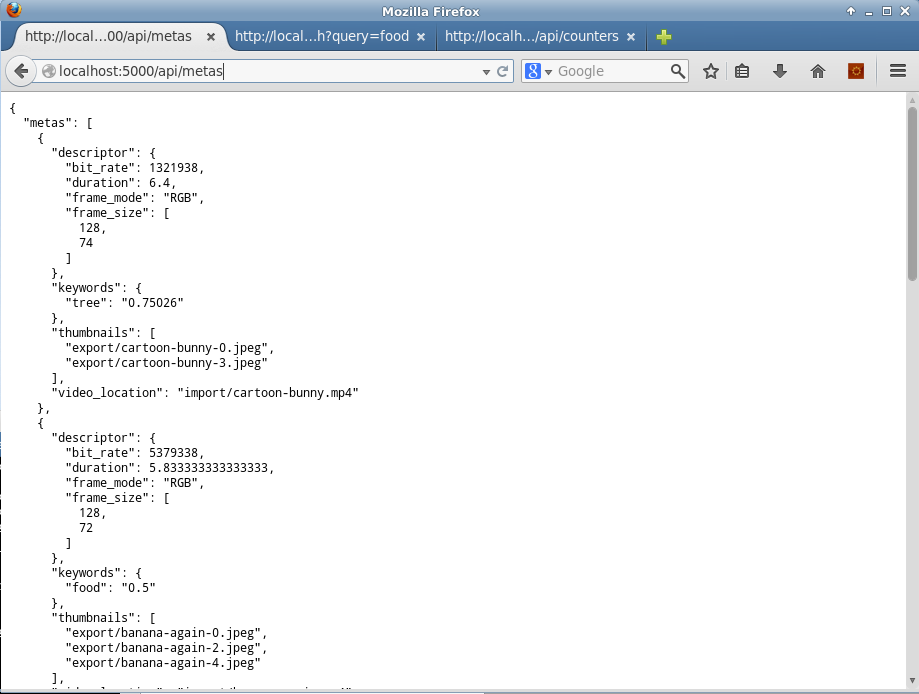 Mozilla Firefox
http://local...00/api/metas
http://local...h?query=food
http://localh.../api/counters
localhost:5000/api/metas
Google
{
  "metas": [
    {
      "descriptor": {
        "bit_rate": 1321938,
        "duration": 6.4,
        "frame_mode": "RGB",
        "frame_size": [
          128,
          74
        ]
      },
      "keywords": {
        "tree": "0.75026"
      },
      "thumbnails": [
        "export/cartoon-bunny-0.jpeg",
        "export/cartoon-bunny-3.jpeg"
      ],
      "video_location": "import/cartoon-bunny.mp4"
    },
    {
      "descriptor": {
        "bit_rate": 5379338,
        "duration": 5.833333333333333,
        "frame_mode": "RGB",
        "frame_size": [
          128,
          72
        ]
      },
      "keywords": {
        "food": "0.5"
      },
      "thumbnails": [
        "export/banana-again-0.jpeg",
        "export/banana-again-2.jpeg",
        "export/banana-again-4.jpeg"
      ],